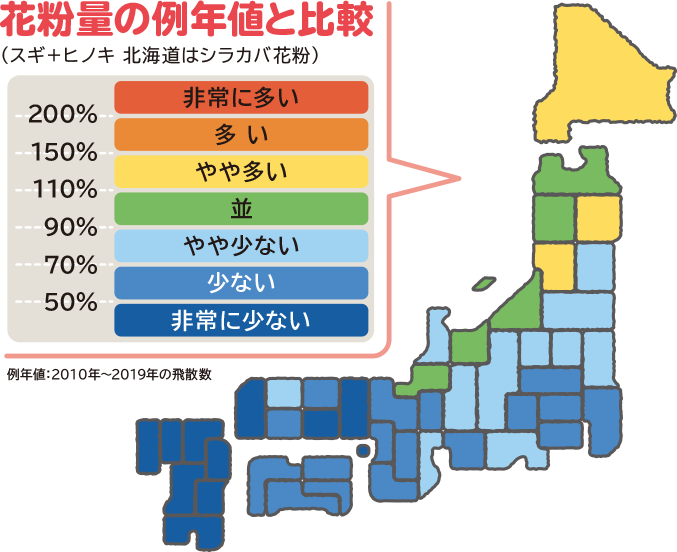 花粉量の例年値と比較
(スギ+ヒノキ 北海道はシラカバ花粉)
非常に多い
200%
多い
150%
やや多い
110%
並
90%
やや少ない
70%
少ない
50%
非常に少ない
例年値:2010年~2019年の飛散数